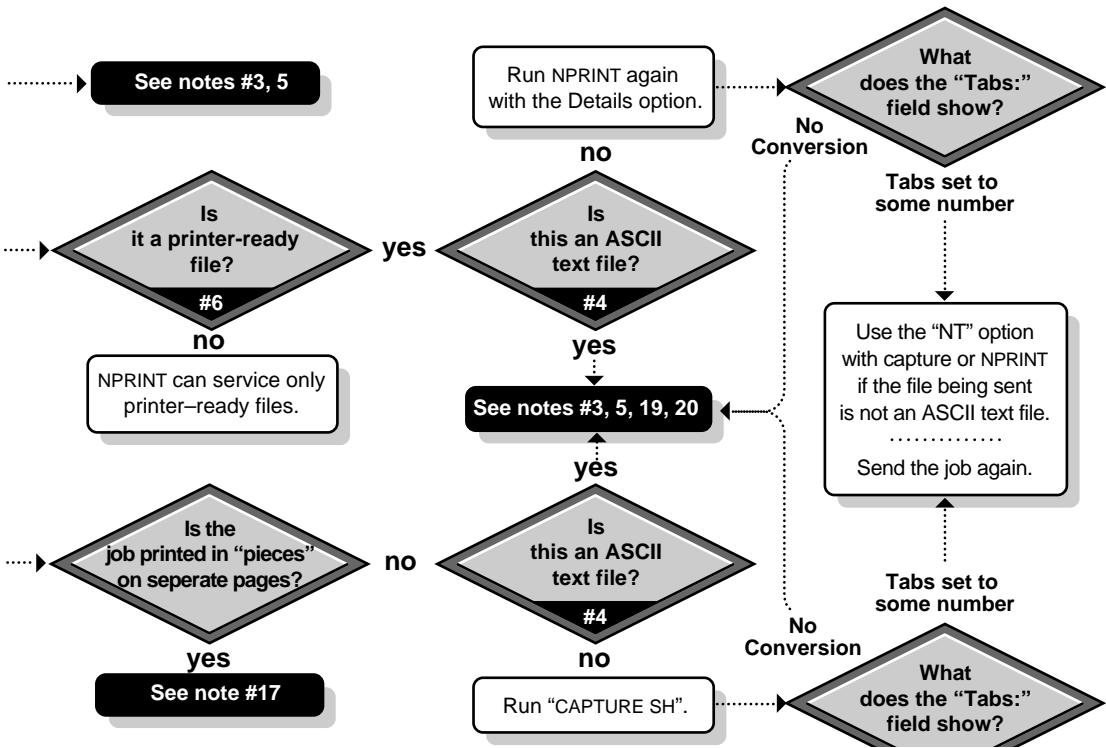 See notes #3, 5
Run NPRINT again
with the Details option.
What
does the “Tabs:”
field show?
no
No
Conversion
Tabs set to
some number
Is
it a printer-ready
file?
#6
yes
Is
this an ASCII
text file?
#4
no
NPRINT can service only
printer–ready files.
yes
See notes #3, 5, 19, 20
Use the “NT” option
with capture or NPRINT
if the file being sent
is not an ASCII text file.
..............
Send the job again.
yes
Is the
job printed in “pieces”
on seperate pages?
no
Is
this an ASCII
text file?
#4
Tabs set to
some number
No
Conversion
yes
See note #17
no
Run “CAPTURE SH”.
What
does the “Tabs:”
field show?